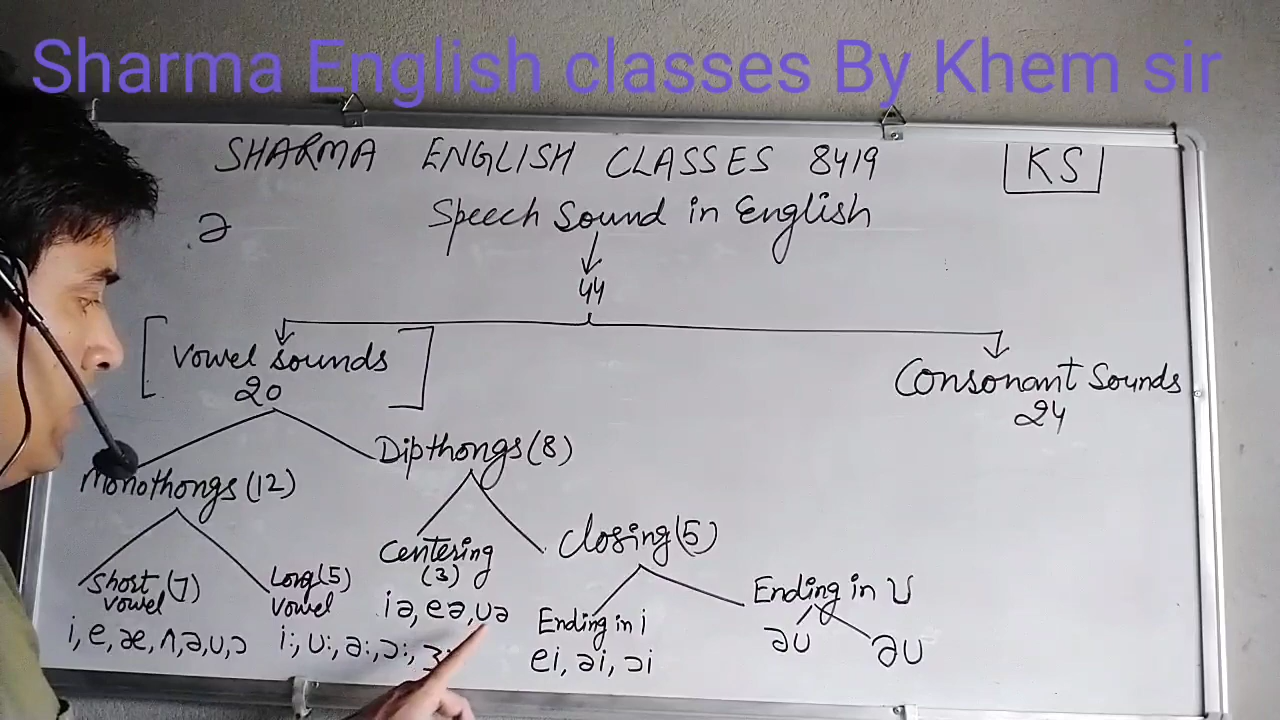 Sharma English classes By Khem sir
SHARMA ENGLISH CLASSES 8419
KS
ə
Speech Sound in English
44
Vowel sounds
20
Consonant Sounds
24
Monothongs (12)
Dipthongs (8)
Short (7)
vowel
i, e, æ, ʌ, ə, ʊ, ɔ
Long (5)
vowel
i:, ʊ:, ə:, ɔ:, ɜ:
Centering
(3)
iə, eə, ʊə
Closing (5)
Ending in i
ei, əi, ɔi
Ending in ʊ
əʊ
əʊ